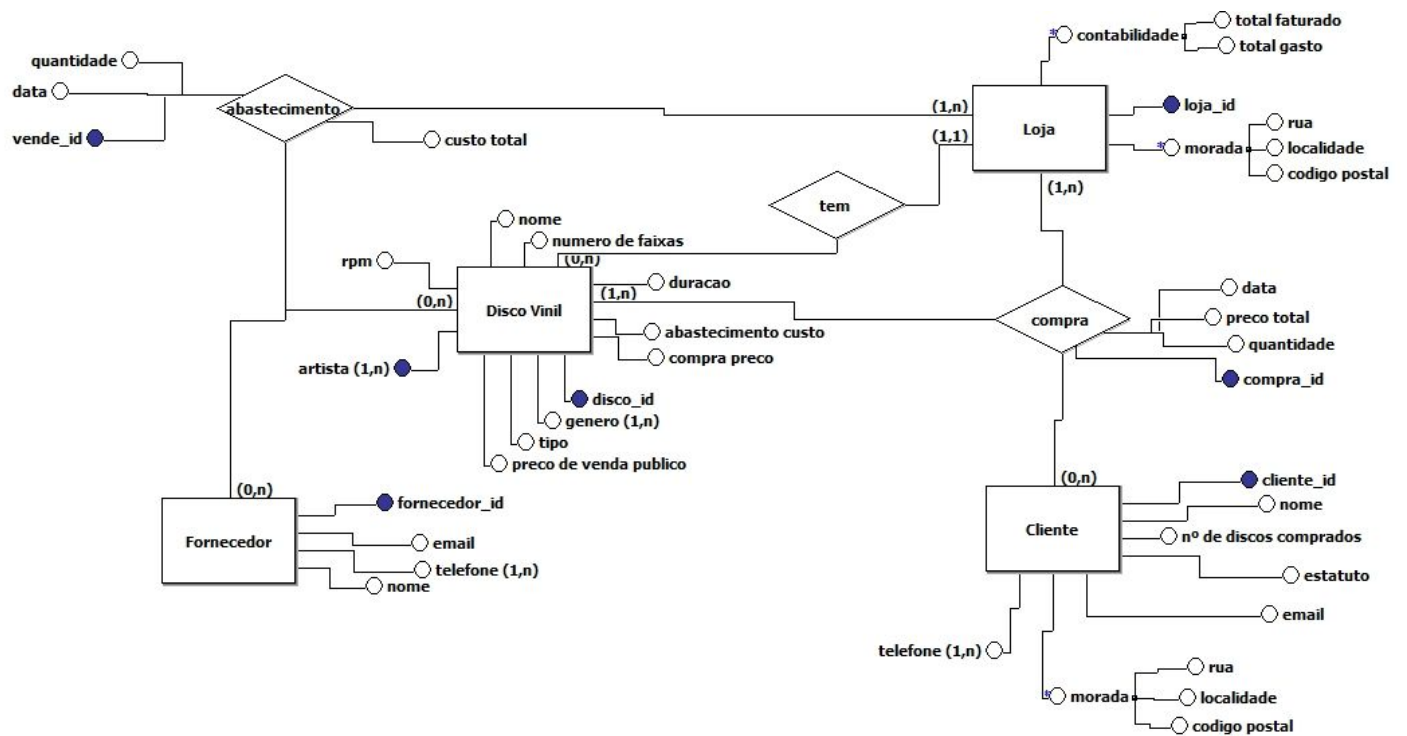 total faturado
* contabilidade
total gasto
quantidade
data
abastecimento
vende_id
custo total
(1,n)
Loja
loja_id
(1,1)
rua
* morada
localidade
codigo postal
(1,n)
tem
nome
numero de faixas
(0,n)
rpm
duracao
(0,n)
Disco Vinil
(1,n)
abastecimento custo
compra preco
artista (1,n)
disco_id
genero (1,n)
tipo
preco de venda publico
compra
data
preco total
quantidade
compra_id
(0,n)
Fornecedor
fornecedor_id
email
telefone (1,n)
nome
(0,n)
Cliente
cliente_id
nome
nº de discos comprados
estatuto
email
telefone (1,n)
* morada
rua
localidade
codigo postal